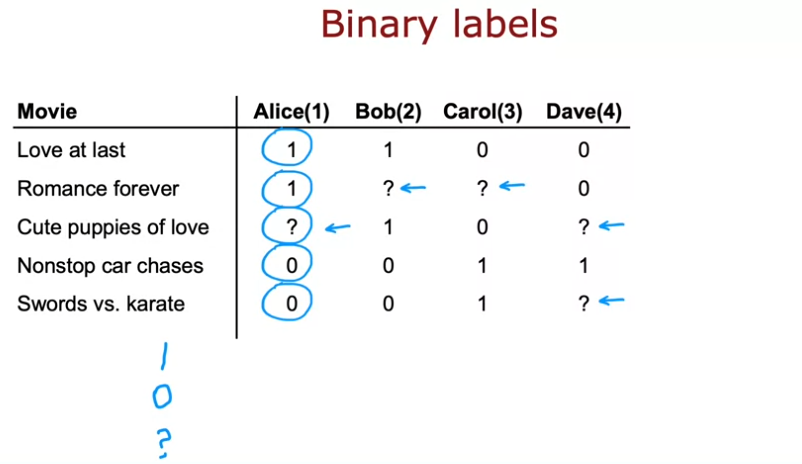 Binary labels
Movie Alice(1) Bob(2) Carol(3) Dave(4)
Love at last 1 1 0 0
Romance forever 1 ? ? 0
Cute puppies of love ? 1 0 ?
Nonstop car chases 0 0 1 1
Swords vs. karate 0 0 1 ?
1
0
?